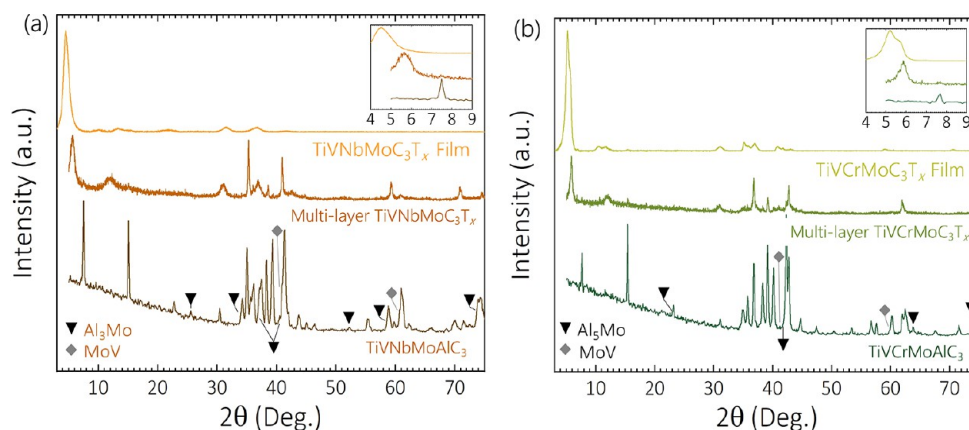 (a)
Intensity (a.u.)
4 5 6 7 8 9
TiVNbMoC₃Tₓ Film
Multi-layer TiVNbMoC₃Tₓ
Al₃Mo
MoV
TiVNbMoAlC₃
10 20 30 40 50 60 70
2θ (Deg.)
(b)
Intensity (a.u.)
4 5 6 7 8 9
TiVCrMoC₃Tₓ Film
Multi-layer TiVCrMoC₃Tₓ
Al₅Mo
MoV
TiVCrMoAlC₃
10 20 30 40 50 60 70
2θ (Deg.)